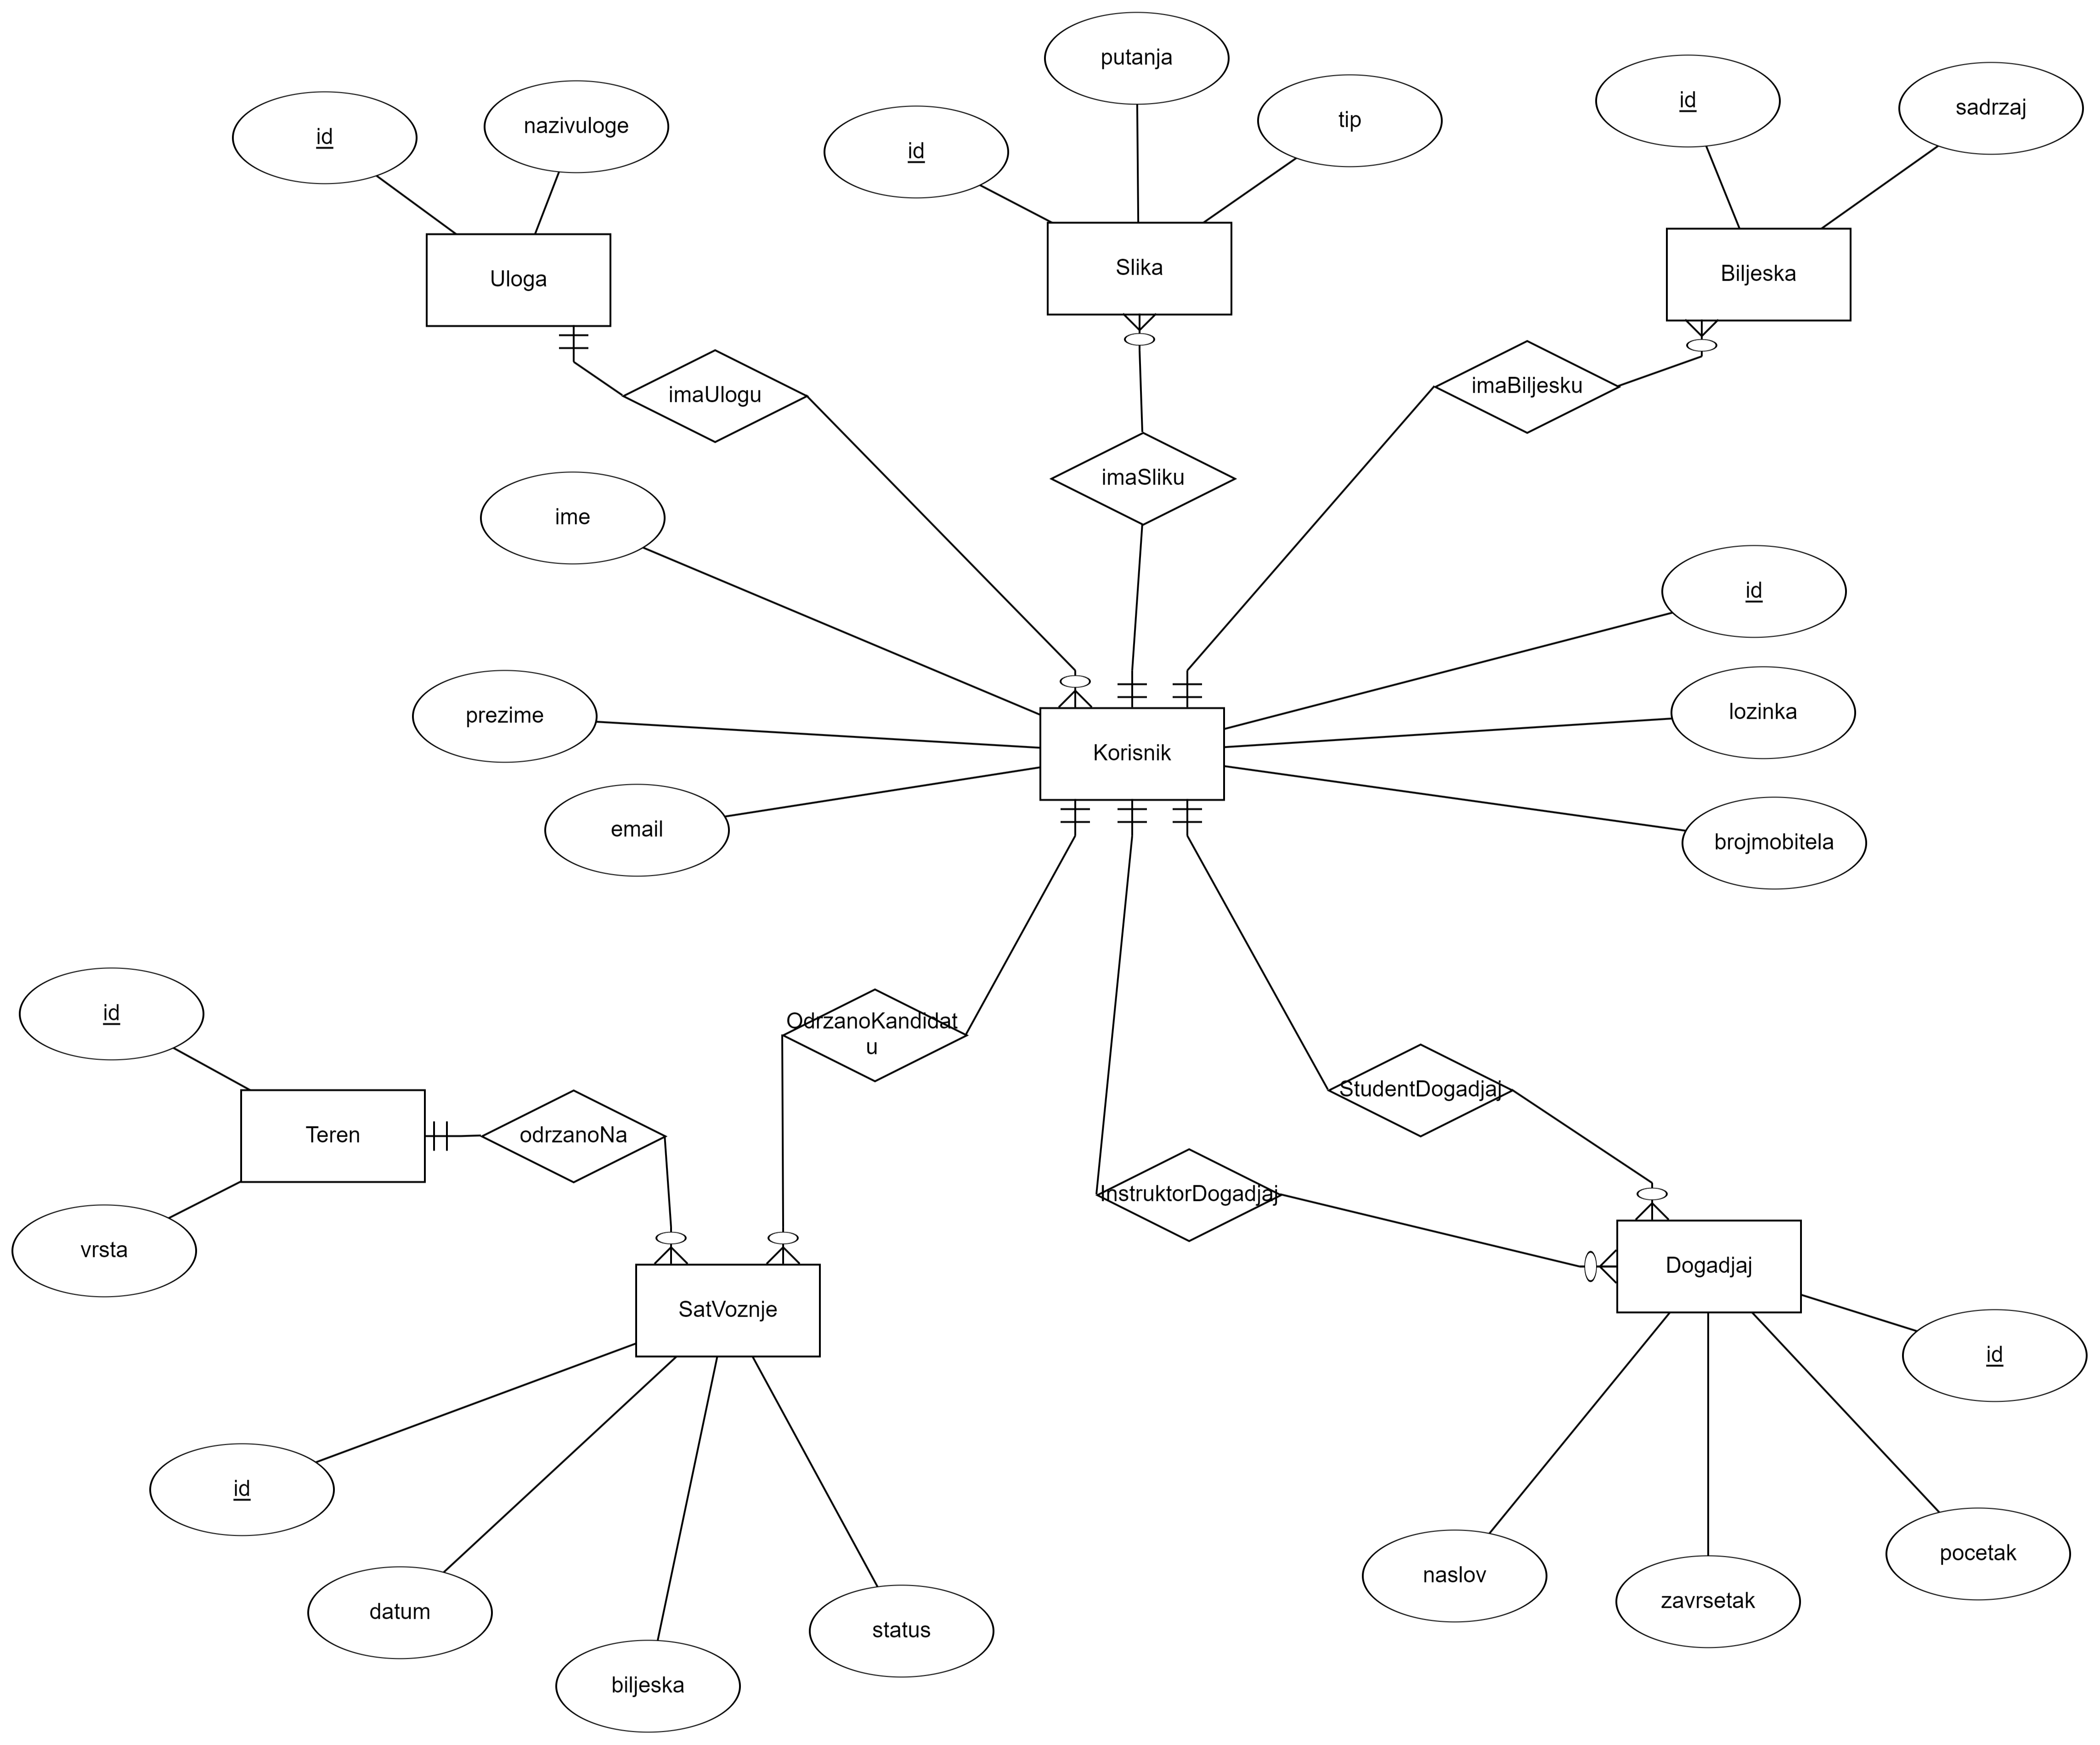 putanja
id
nazivuloge
id
tip
id
sadrzaj
Uloga
Slika
Biljeska
imaUlogu
imaSliku
imaBiljesku
ime
id
prezime
lozinka
Korisnik
email
brojmobitela
id
OdrzanoKandidat
u
StudentDogadjaj
Teren
odrzanoNa
InstruktorDogadjaj
vrsta
SatVoznje
Dogadjaj
id
id
datum
biljeska
status
naslov
zavrsetak
pocetak